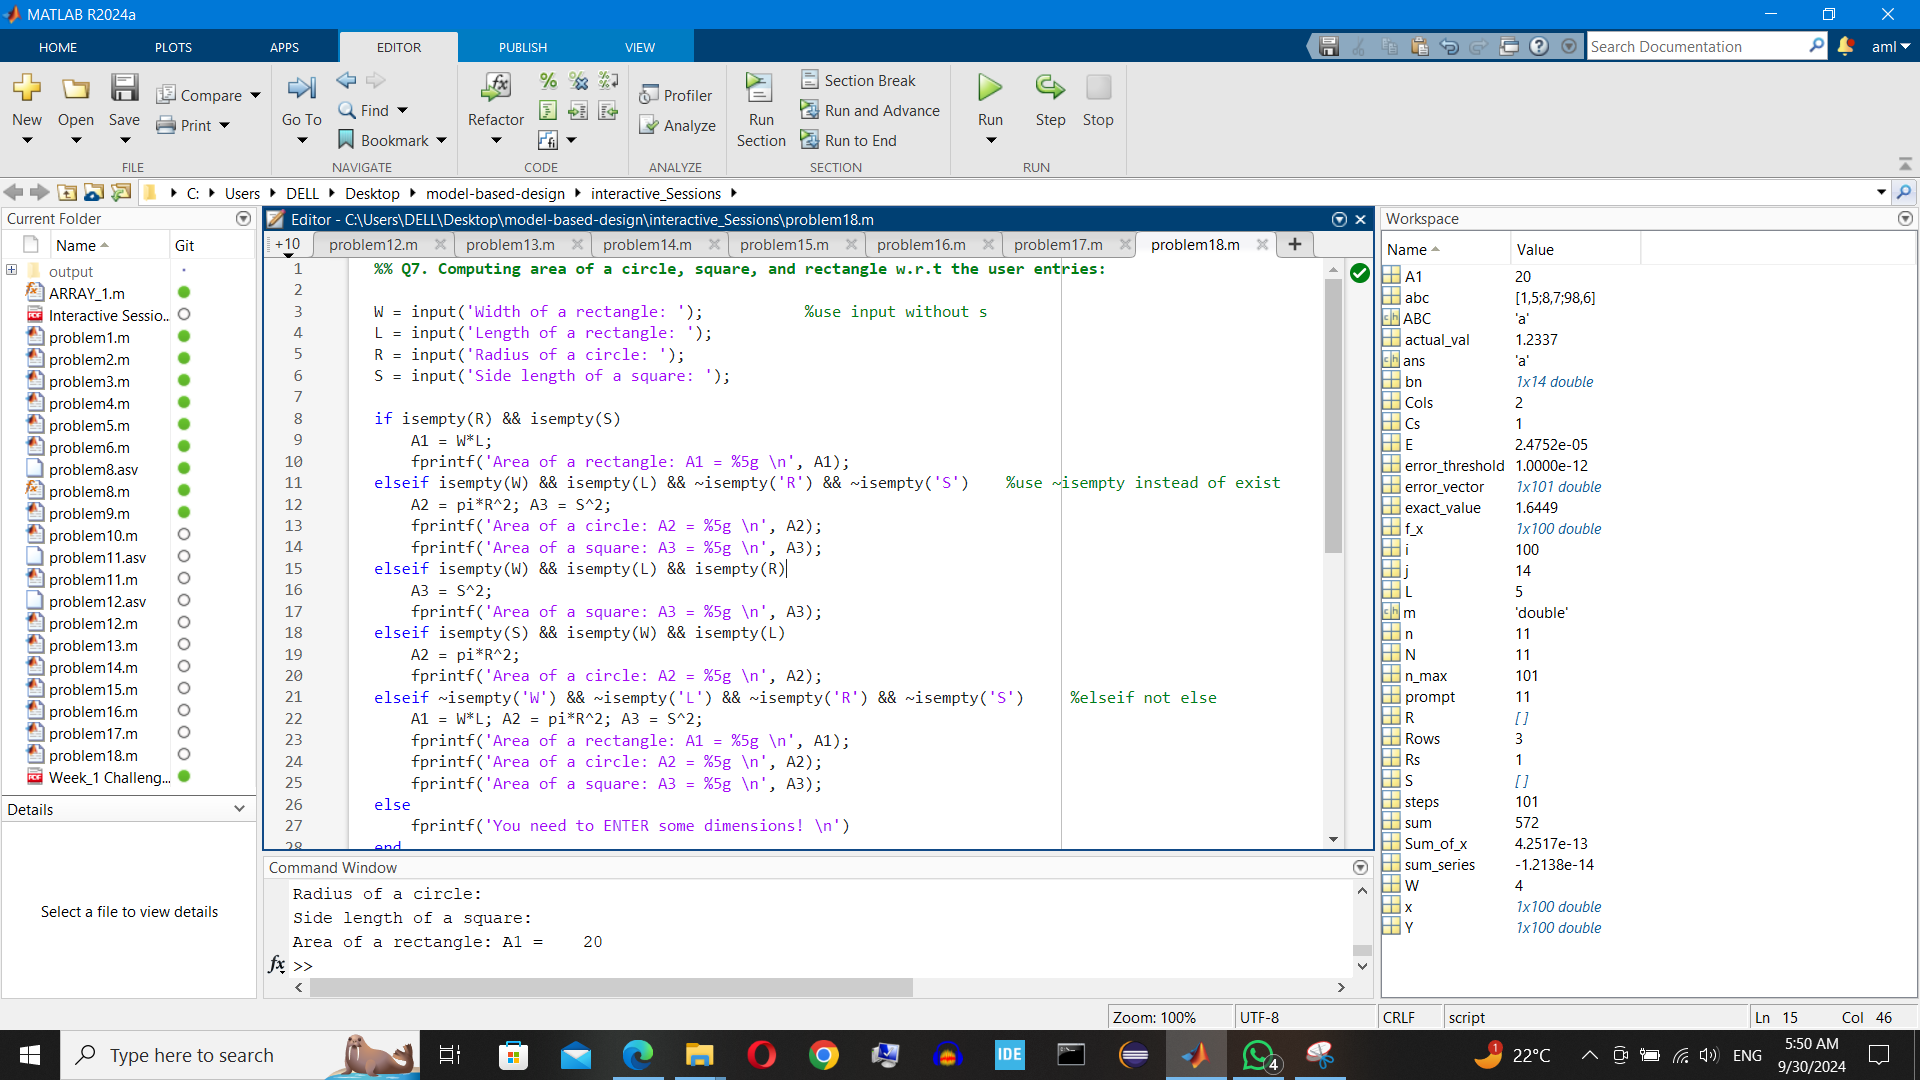 MATLAB R2024a
HOME PLOTS APPS EDITOR PUBLISH VIEW
Search Documentation
aml
New Open Save Compare Print
FILE
Go To Find Bookmark
NAVIGATE
Refactor
CODE
Profiler Analyze
ANALYZE
Run Section Section Break Run and Advance Run to End
SECTION
Run Step Stop
RUN
C: Users DELL Desktop model-based-design interactive_Sessions
Current Folder
Name Git
output
ARRAY_1.m
Interactive Sessio...
problem1.m
problem2.m
problem3.m
problem4.m
problem5.m
problem6.m
problem8.asv
problem8.m
problem9.m
problem10.m
problem11.asv
problem11.m
problem12.asv
problem12.m
problem13.m
problem14.m
problem15.m
problem16.m
problem17.m
problem18.m
Week_1 Challeng...
Details
Select a file to view details
Editor - C:\Users\DELL\Desktop\model-based-design\interactive_Sessions\problem18.m
+10 problem12.m problem13.m problem14.m problem15.m problem16.m problem17.m problem18.m
1 %% Q7. Computing area of a circle, square, and rectangle w.r.t the user entries:
2
3 W = input('Width of a rectangle: '); %use input without s
4 L = input('Length of a rectangle: ');
5 R = input('Radius of a circle: ');
6 S = input('Side length of a square: ');
7
8 if isempty(R) && isempty(S)
9 A1 = W*L;
10 fprintf('Area of a rectangle: A1 = %5g \n', A1);
11 elseif isempty(W) && isempty(L) && ~isempty('R') && ~isempty('S') %use ~isempty instead of exist
12 A2 = pi*R^2; A3 = S^2;
13 fprintf('Area of a circle: A2 = %5g \n', A2);
14 fprintf('Area of a square: A3 = %5g \n', A3);
15 elseif isempty(W) && isempty(L) && isempty(R)
16 A3 = S^2;
17 fprintf('Area of a square: A3 = %5g \n', A3);
18 elseif isempty(S) && isempty(W) && isempty(L)
19 A2 = pi*R^2;
20 fprintf('Area of a circle: A2 = %5g \n', A2);
21 elseif ~isempty('W') && ~isempty('L') && ~isempty('R') && ~isempty('S') %elseif not else
22 A1 = W*L; A2 = pi*R^2; A3 = S^2;
23 fprintf('Area of a rectangle: A1 = %5g \n', A1);
24 fprintf('Area of a circle: A2 = %5g \n', A2);
25 fprintf('Area of a square: A3 = %5g \n', A3);
26 else
27 fprintf('You need to ENTER some dimensions! \n')
28 end
Command Window
Radius of a circle:
Side length of a square:
Area of a rectangle: A1 =    20
fx >>
Workspace
Name Value
A1 20
abc [1,5;8,7;98,6]
ABC 'a'
actual_val 1.2337
ans 'a'
bn 1x14 double
Cols 2
Cs 1
E 2.4752e-05
error_threshold 1.0000e-12
error_vector 1x101 double
exact_value 1.6449
f_x 1x100 double
i 100
j 14
L 5
m 'double'
n 11
N 11
n_max 101
prompt 11
R []
Rows 3
Rs 1
S []
steps 101
sum 572
Sum_of_x 4.2517e-13
sum_series -1.2138e-14
W 4
x 1x100 double
Y 1x100 double
Zoom: 100% UTF-8 CRLF script Ln 15 Col 46
Type here to search
IDE
4
1
22°C
ENG
5:50 AM
9/30/2024